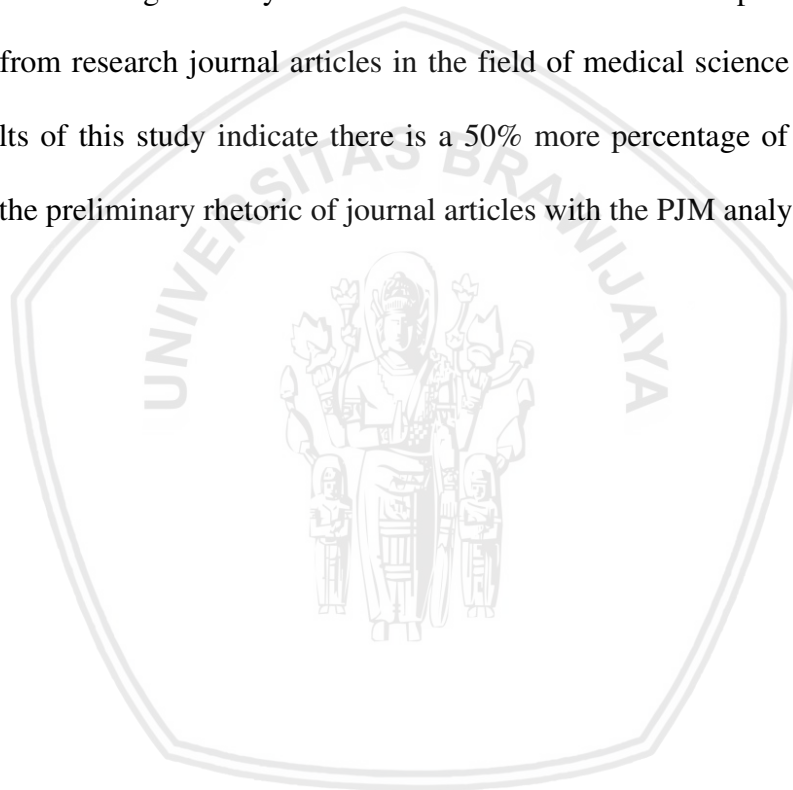 from research journal articles in the field of medical science
lts of this study indicate there is a 50% more percentage of
the preliminary rhetoric of journal articles with the PJM analy
UNIVERSITAS BRAWIJAYA